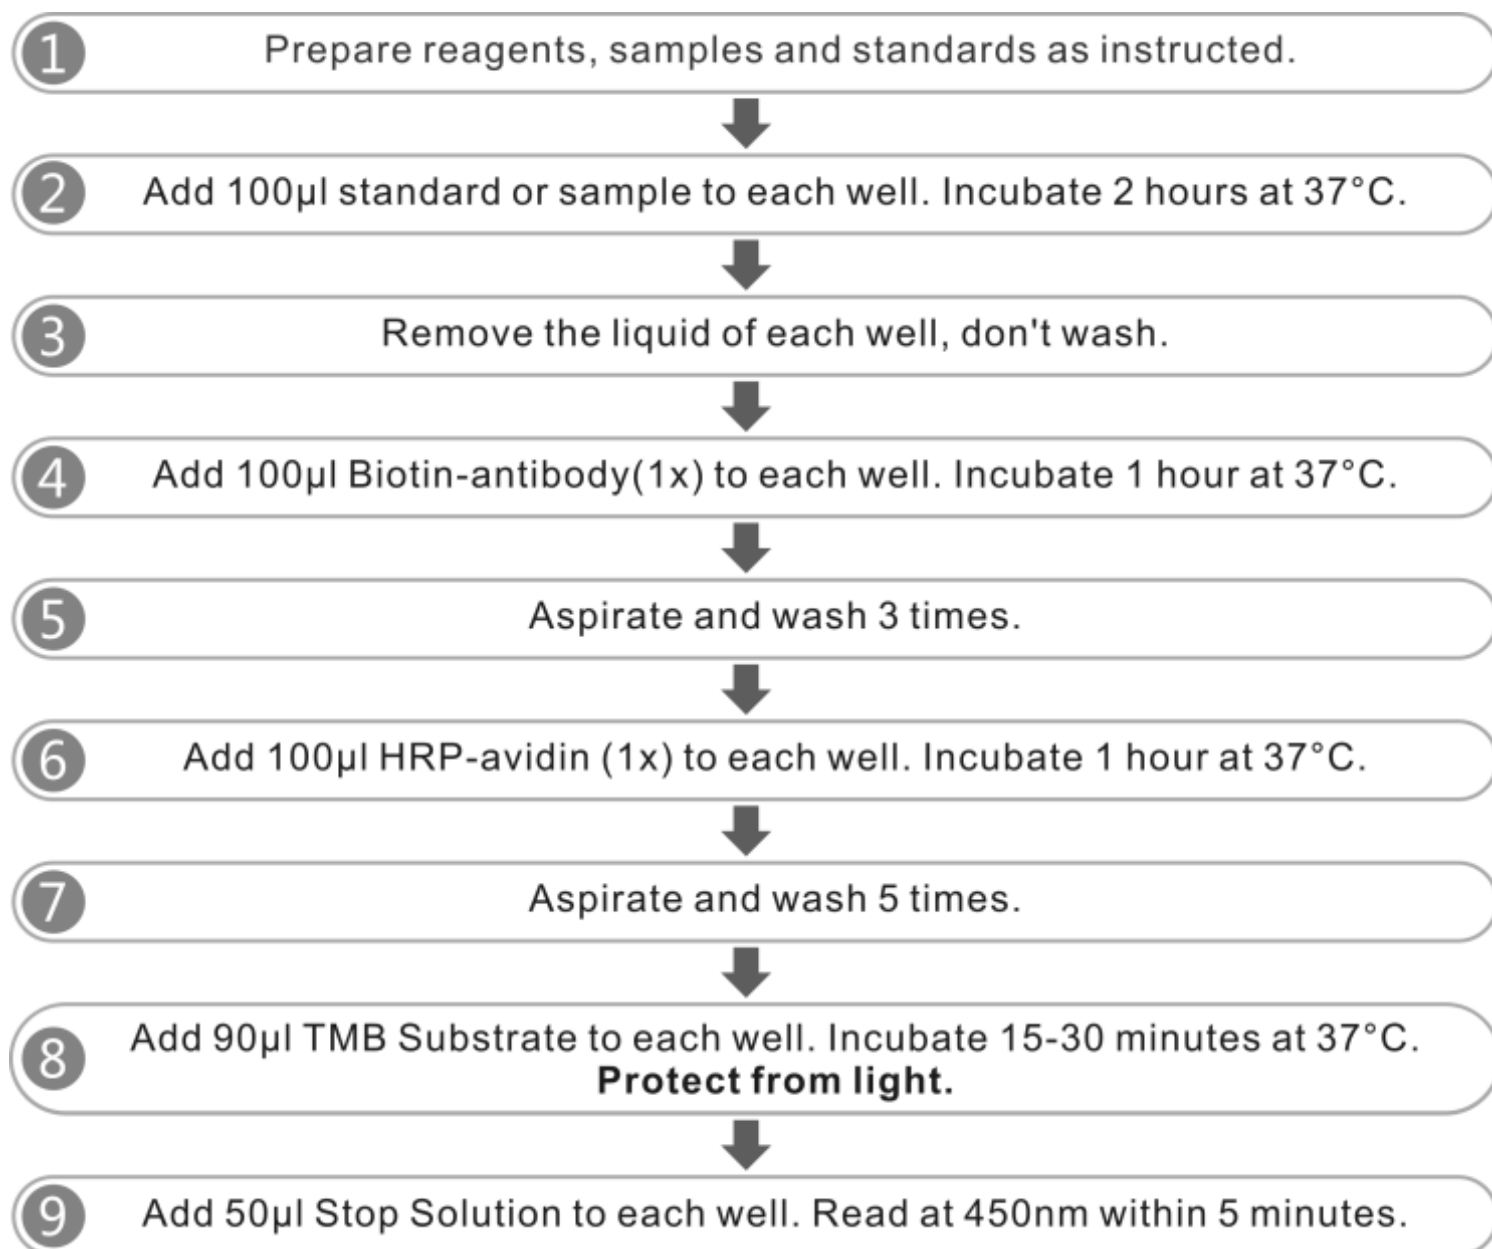 1 Prepare reagents, samples and standards as instructed.
2 Add 100µl standard or sample to each well. Incubate 2 hours at 37°C.
3 Remove the liquid of each well, don't wash.
4 Add 100µl Biotin-antibody(1x) to each well. Incubate 1 hour at 37°C.
5 Aspirate and wash 3 times.
6 Add 100µl HRP-avidin (1x) to each well. Incubate 1 hour at 37°C.
7 Aspirate and wash 5 times.
8 Add 90µl TMB Substrate to each well. Incubate 15-30 minutes at 37°C.
Protect from light.
9 Add 50µl Stop Solution to each well. Read at 450nm within 5 minutes.